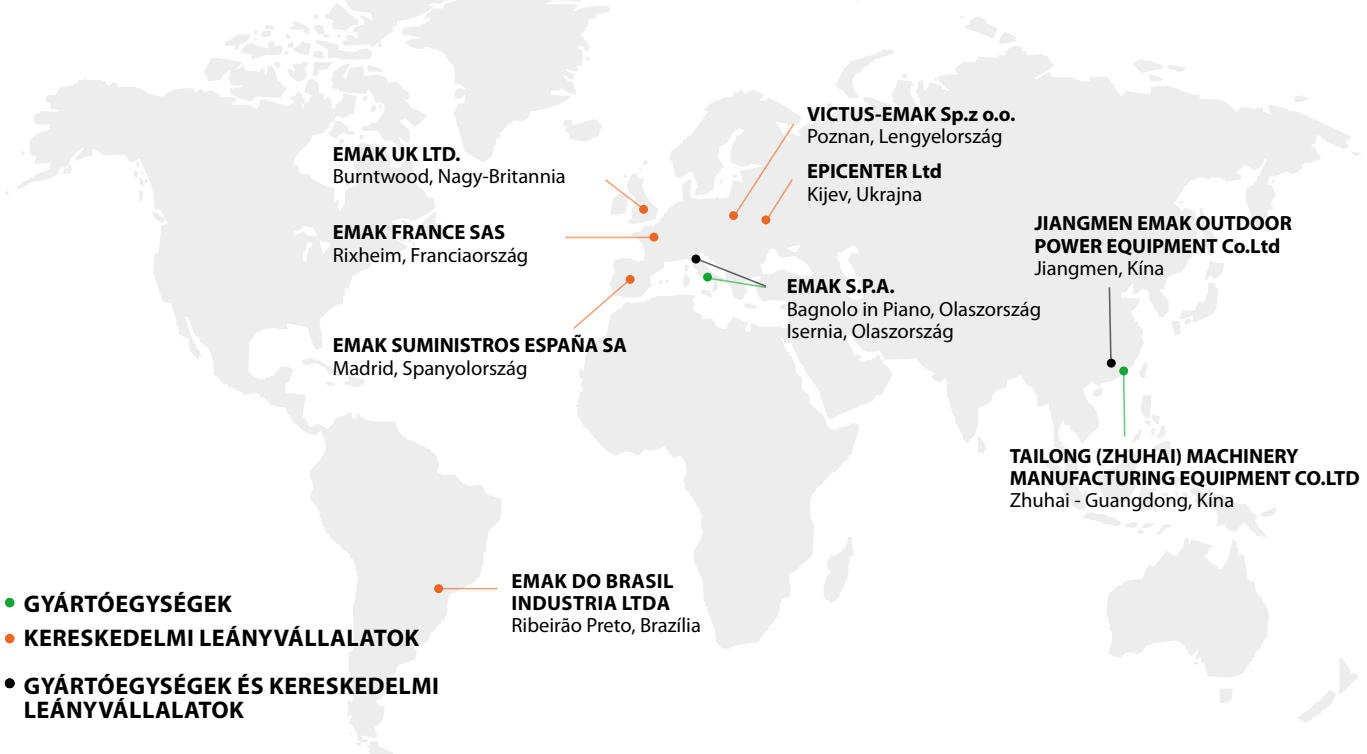 VICTUS-EMAK Sp.z o.o.
Poznan, Lengyelország
EMAK UK LTD.
Burntwood, Nagy-Britannia
EPICENTER Ltd
Kijev, Ukrajna
EMAK FRANCE SAS
Rixheim, Franciaország
JIANGMEN EMAK OUTDOOR
POWER EQUIPMENT Co.Ltd
Jiangmen, Kína
EMAK S.P.A.
Bagnolo in Piano, Olaszország
Isernia, Olaszország
EMAK SUMINISTROS ESPAÑA SA
Madrid, Spanyolország
TAILONG (ZHUHAI) MACHINERY
MANUFACTURING EQUIPMENT CO.LTD
Zhuhai - Guangdong, Kína
EMAK DO BRASIL
INDUSTRIA LTDA
Ribeirão Preto, Brazília
GYÁRTÓEGYSÉGEK
KERESKEDELMI LEÁNYVÁLLALATOK
GYÁRTÓEGYSÉGEK ÉS KERESKEDELMI
LEÁNYVÁLLALATOK